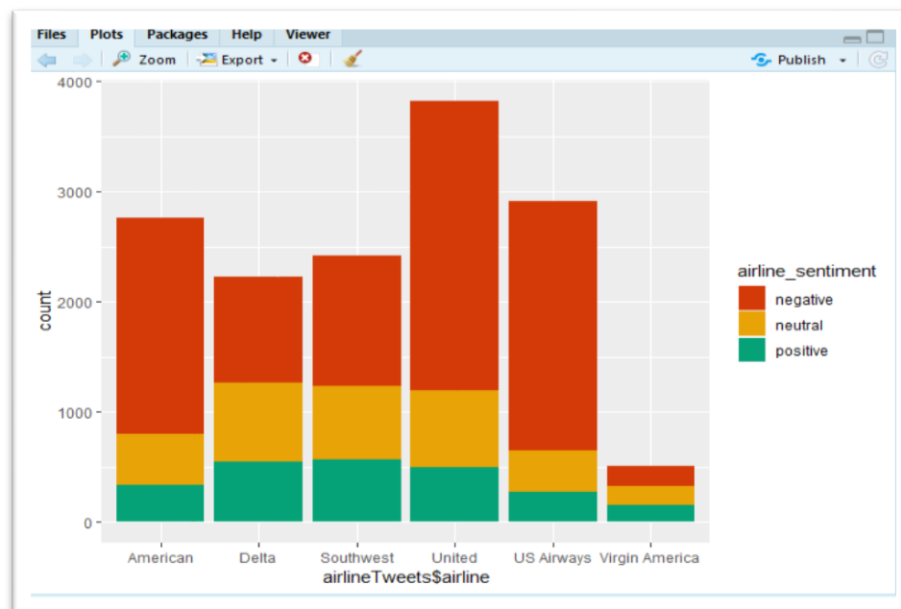 Files Plots Packages Help Viewer
Zoom Export Publish
4000
3000
2000
1000
0
count
American Delta Southwest United US Airways Virgin America
airlineTweets$airline
airline_sentiment
negative
neutral
positive